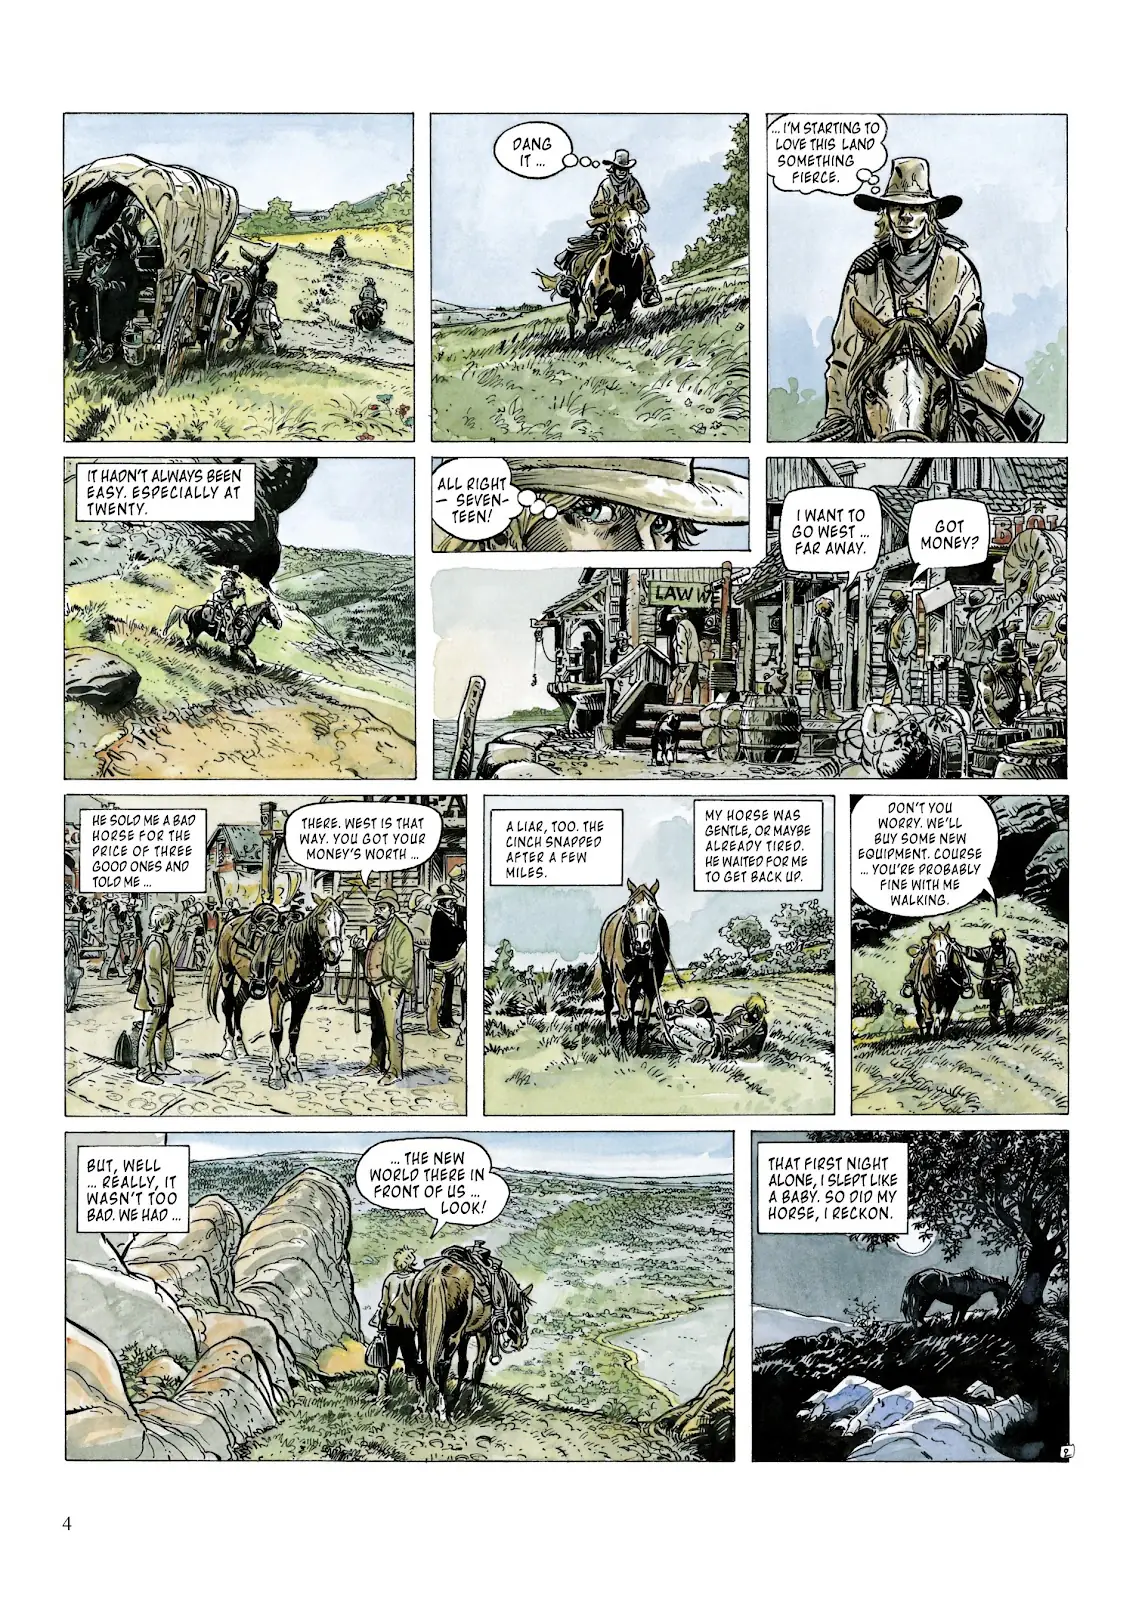 DANG
IT ...
... I'M STARTING TO
LOVE THIS LAND
SOMETHING
FIERCE.
IT HADN'T ALWAYS BEEN
EASY. ESPECIALLY AT
TWENTY.
ALL RIGHT
— SEVEN-
TEEN!
I WANT TO
GO WEST ...
FAR AWAY.
GOT
MONEY?
LAW W
HE SOLD ME A BAD
HORSE FOR THE
PRICE OF THREE
GOOD ONES AND
TOLD ME ...
THERE. WEST IS THAT
WAY. YOU GOT YOUR
MONEY'S WORTH ...
A LIAR, TOO. THE
CINCH SNAPPED
AFTER A FEW
MILES.
MY HORSE WAS
GENTLE, OR MAYBE
ALREADY TIRED.
HE WAITED FOR ME
TO GET BACK UP.
DON'T YOU
WORRY. WE'LL
BUY SOME NEW
EQUIPMENT. COURSE
... YOU'RE PROBABLY
FINE WITH ME
WALKING.
BUT, WELL
... REALLY, IT
WASN'T TOO
BAD. WE HAD ...
... THE NEW
WORLD THERE IN
FRONT OF US ...
LOOK!
THAT FIRST NIGHT
ALONE, I SLEPT LIKE
A BABY. SO DID MY
HORSE, I RECKON.
4